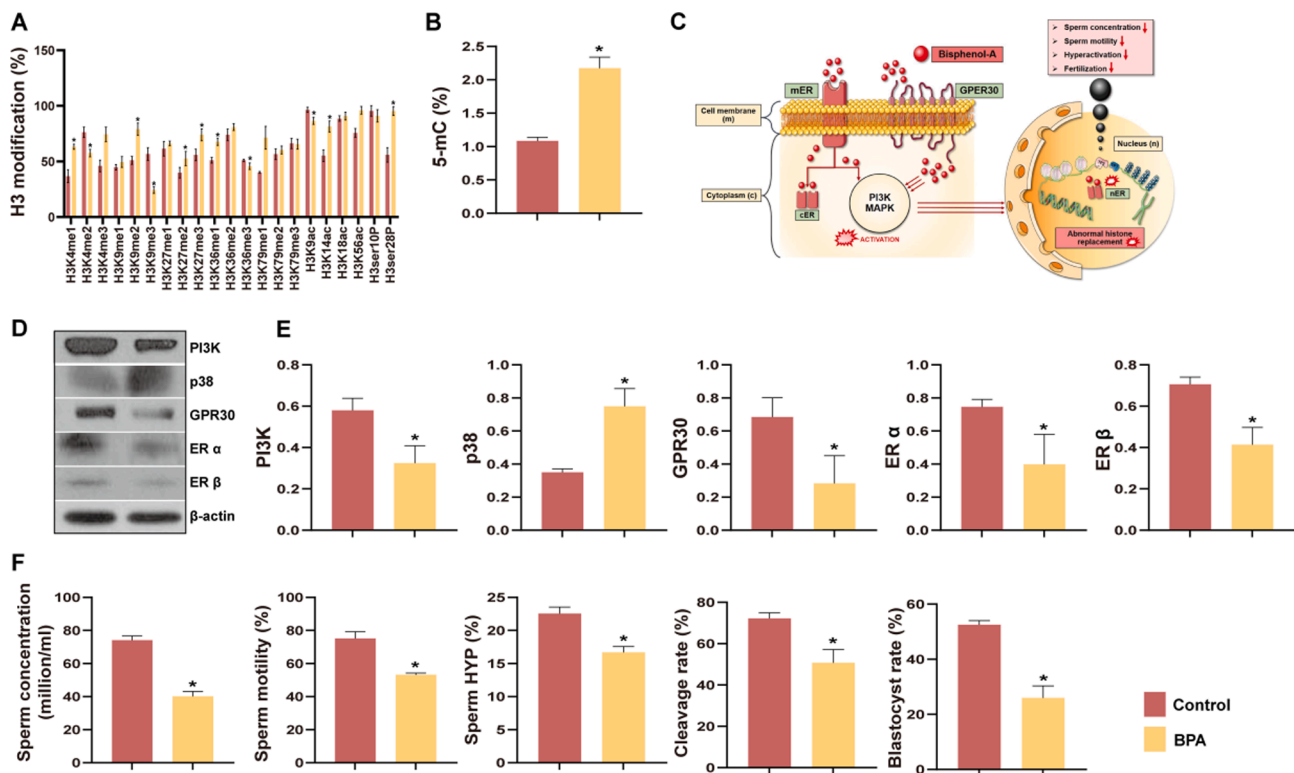 A
H3 modification (%)
150
100
50
0
H3K4me1
H3K4me2
H3K4me3
H3K9me1
H3K9me2
H3K9me3
H3K27me1
H3K27me2
H3K27me3
H3K36me1
H3K36me2
H3K36me3
H3K79me1
H3K79me2
H3K79me3
H3K9ac
H3K14ac
H3K18ac
H3K56ac
H3ser10P
H3ser28P
* * * * * * * * * * * *
B
5-mC (%)
2.5
2.0
1.5
1.0
0.5
0.0
*
C
Bisphenol-A
mER
GPER30
Cell membrane
(m)
Cytoplasm (c)
cER
PI3K
MAPK
ACTIVATION
➢ Sperm concentration
➢ Sperm motility
➢ Hyperactivation
➢ Fertilization
Nucleus (n)
nER
Abnormal histone
replacement
D
PI3K
p38
GPR30
ER α
ER β
β-actin
E
PI3K
0.8
0.6
0.4
0.2
0.0
*
p38
1.0
0.8
0.6
0.4
0.2
0.0
*
GPR30
1.0
0.8
0.6
0.4
0.2
0.0
*
ER α
1.0
0.8
0.6
0.4
0.2
0.0
*
ER β
0.8
0.6
0.4
0.2
0.0
*
F
Sperm concentration
(million/ml)
100
80
60
40
20
0
*
Sperm motility (%)
100
80
60
40
20
0
*
Sperm HYP (%)
25
20
15
10
5
0
*
Cleavage rate (%)
80
60
40
20
0
*
Blastocyst rate (%)
60
40
20
0
*
Control
BPA